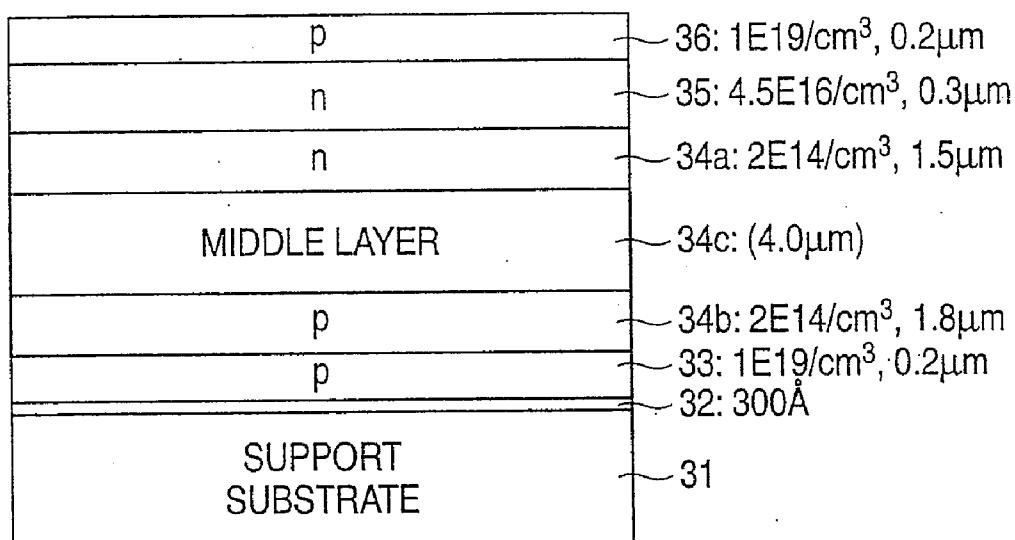 p 36: 1E19/cm³, 0.2μm
n 35: 4.5E16/cm³, 0.3μm
n 34a: 2E14/cm³, 1.5μm
MIDDLE LAYER 34c: (4.0μm)
p 34b: 2E14/cm³, 1.8μm
p 33: 1E19/cm³, 0.2μm
32: 300Å
SUPPORT
SUBSTRATE 31